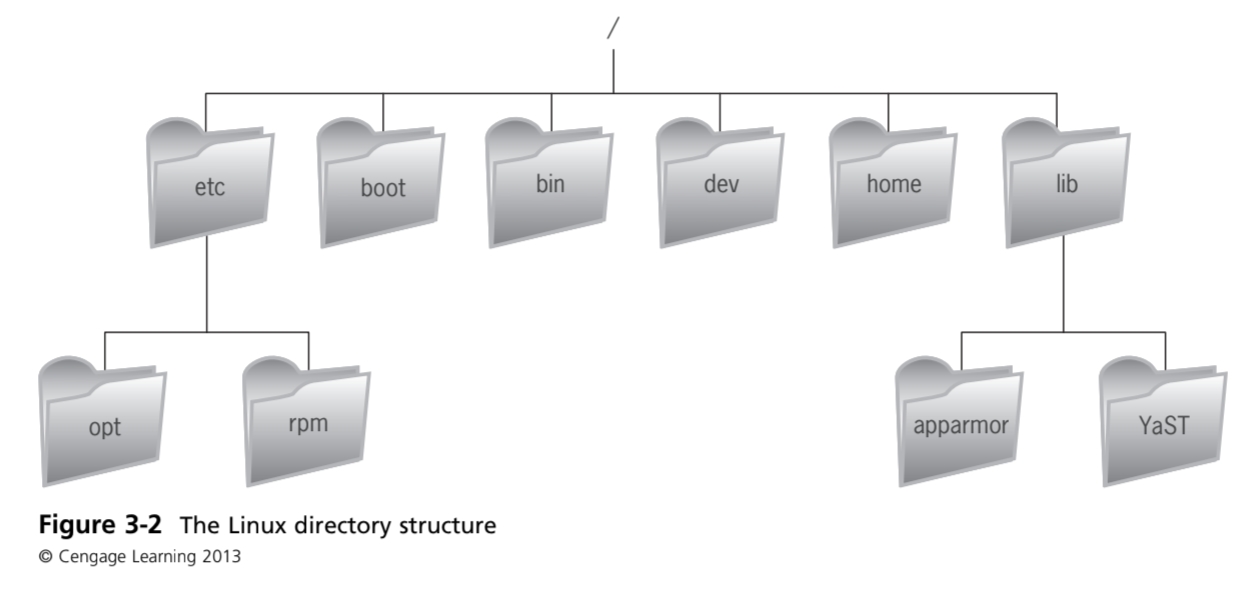 /
etc boot bin dev home lib
opt rpm apparmor YaST
Figure 3-2 The Linux directory structure
© Cengage Learning 2013